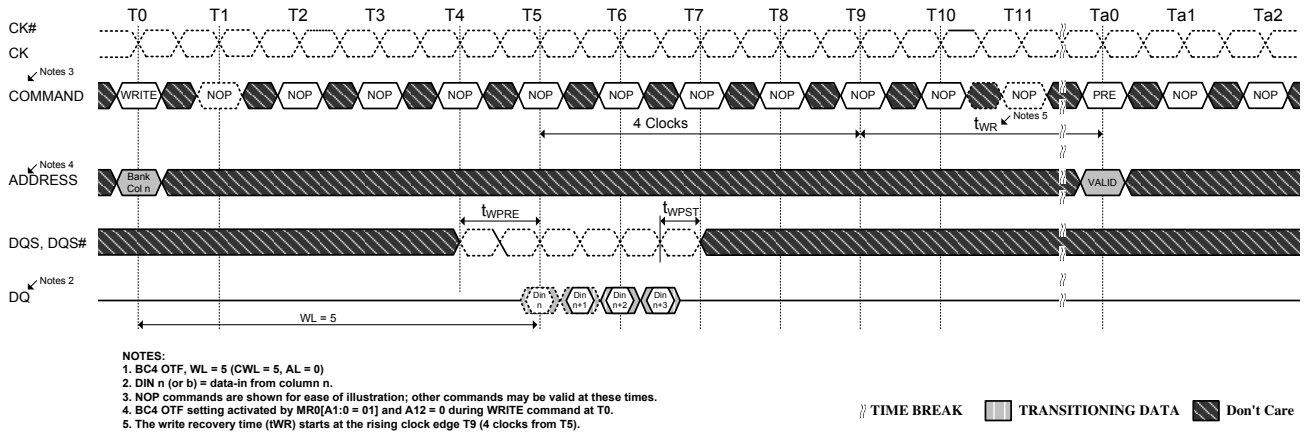 T0 T1 T2 T3 T4 T5 T6 T7 T8 T9 T10 T11 Ta0 Ta1 Ta2
CK#
CK
Notes 3
COMMAND WRITE NOP NOP NOP NOP NOP NOP NOP NOP NOP NOP NOP PRE NOP NOP
Notes 5
4 Clocks tWR
Notes 4
ADDRESS Bank Col n VALID
tWPRE tWPST
DQS, DQS#
Notes 2
DQ Din n Din n+1 Din n+2 Din n+3
WL = 5
NOTES:
1. BC4 OTF, WL = 5 (CWL = 5, AL = 0)
2. DIN n (or b) = data-in from column n.
3. NOP commands are shown for ease of illustration; other commands may be valid at these times.
4. BC4 OTF setting activated by MR0[A1:0 = 01] and A12 = 0 during WRITE command at T0.
5. The write recovery time (tWR) starts at the rising clock edge T9 (4 clocks from T5).
TIME BREAK TRANSITIONING DATA Don't Care